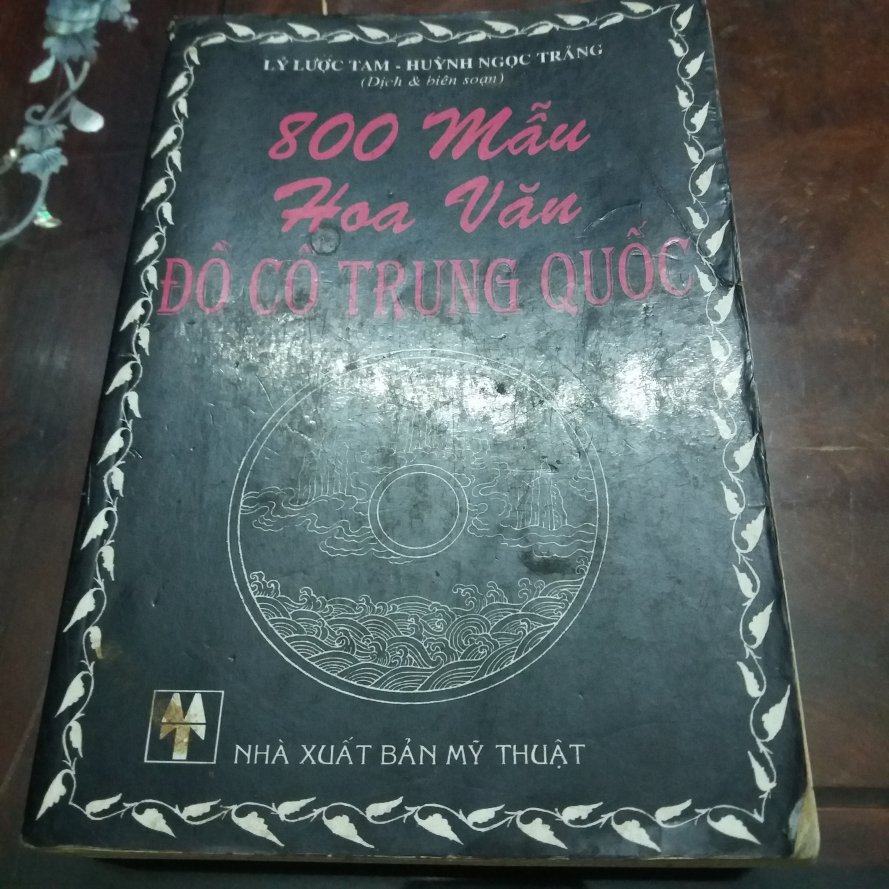 LÝ LƯỢC TAM - HUỲNH NGỌC TRẢNG
(Dịch & biên soạn)
800 Mẫu
Hoa Văn
ĐỒ CỔ TRUNG QUỐC
NHÀ XUẤT BẢN MỸ THUẬT